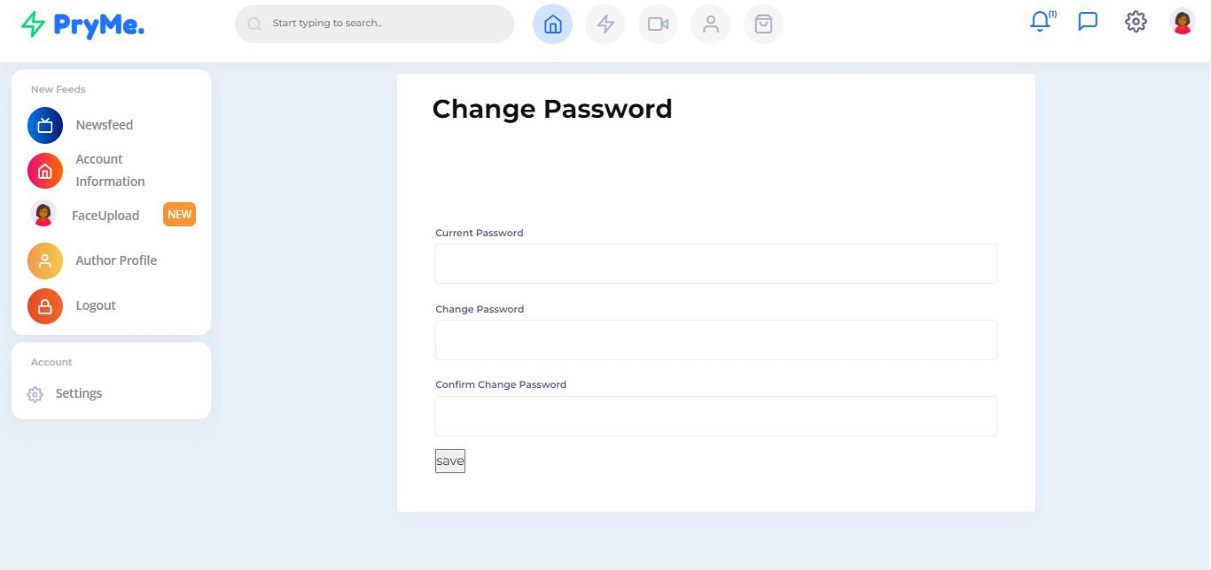 PryMe.
Start typing to search..
(1)
New Feeds
Newsfeed
Account
Information
FaceUpload NEW
Author Profile
Logout
Account
Settings
Change Password
Current Password
Change Password
Confirm Change Password
save